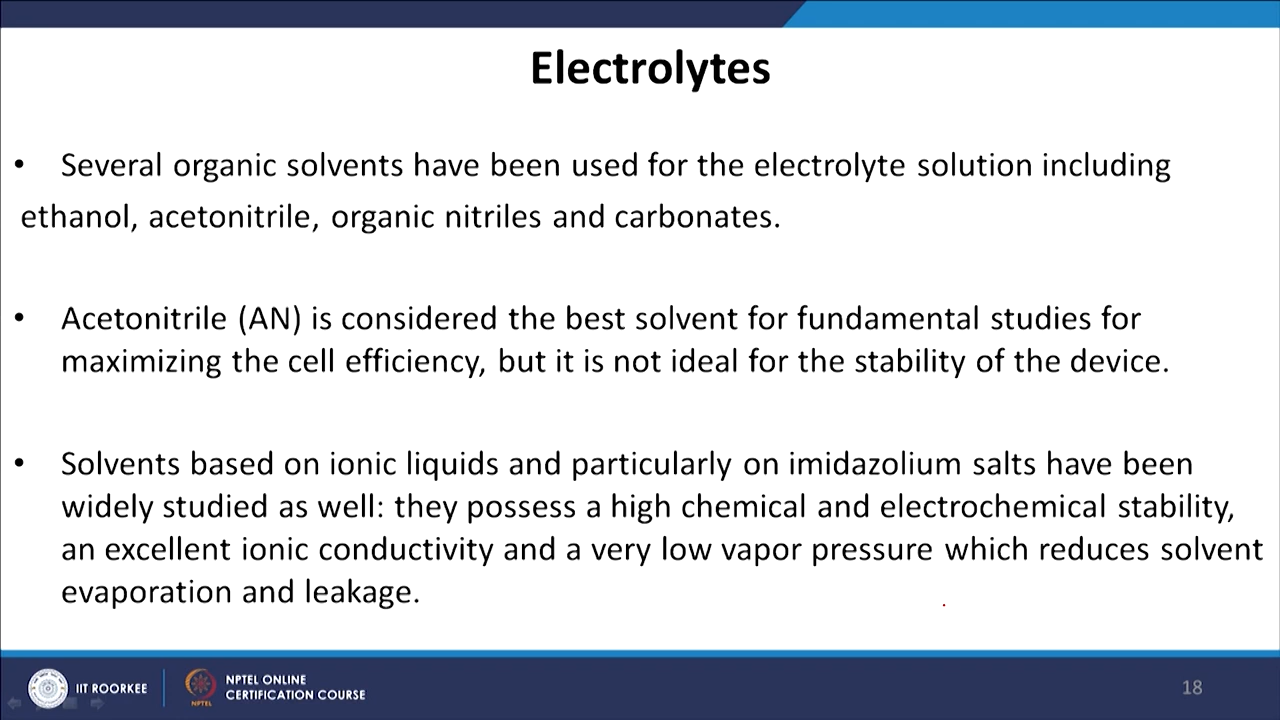 Electrolytes
• Several organic solvents have been used for the electrolyte solution including
ethanol, acetonitrile, organic nitriles and carbonates.
• Acetonitrile (AN) is considered the best solvent for fundamental studies for
maximizing the cell efficiency, but it is not ideal for the stability of the device.
• Solvents based on ionic liquids and particularly on imidazolium salts have been
widely studied as well: they possess a high chemical and electrochemical stability,
an excellent ionic conductivity and a very low vapor pressure which reduces solvent
evaporation and leakage.
IIT ROORKEE
NPTEL
NPTEL ONLINE
CERTIFICATION COURSE
18